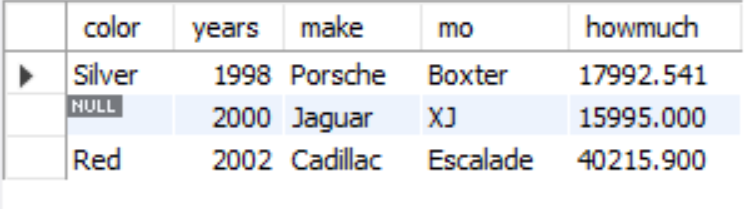 color years make mo howmuch
Silver 1998 Porsche Boxter 17992.541
NULL 2000 Jaguar XJ 15995.000
Red 2002 Cadillac Escalade 40215.900